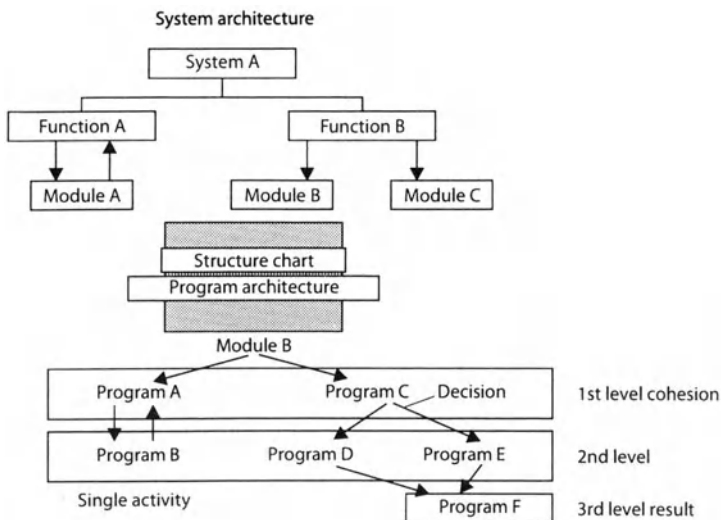 System architecture
System A
Function A Function B
Module A Module B Module C
Structure chart
Program architecture
Module B
Program A Program C Decision 1st level cohesion
Program B Program D Program E 2nd level
Single activity
Program F 3rd level result